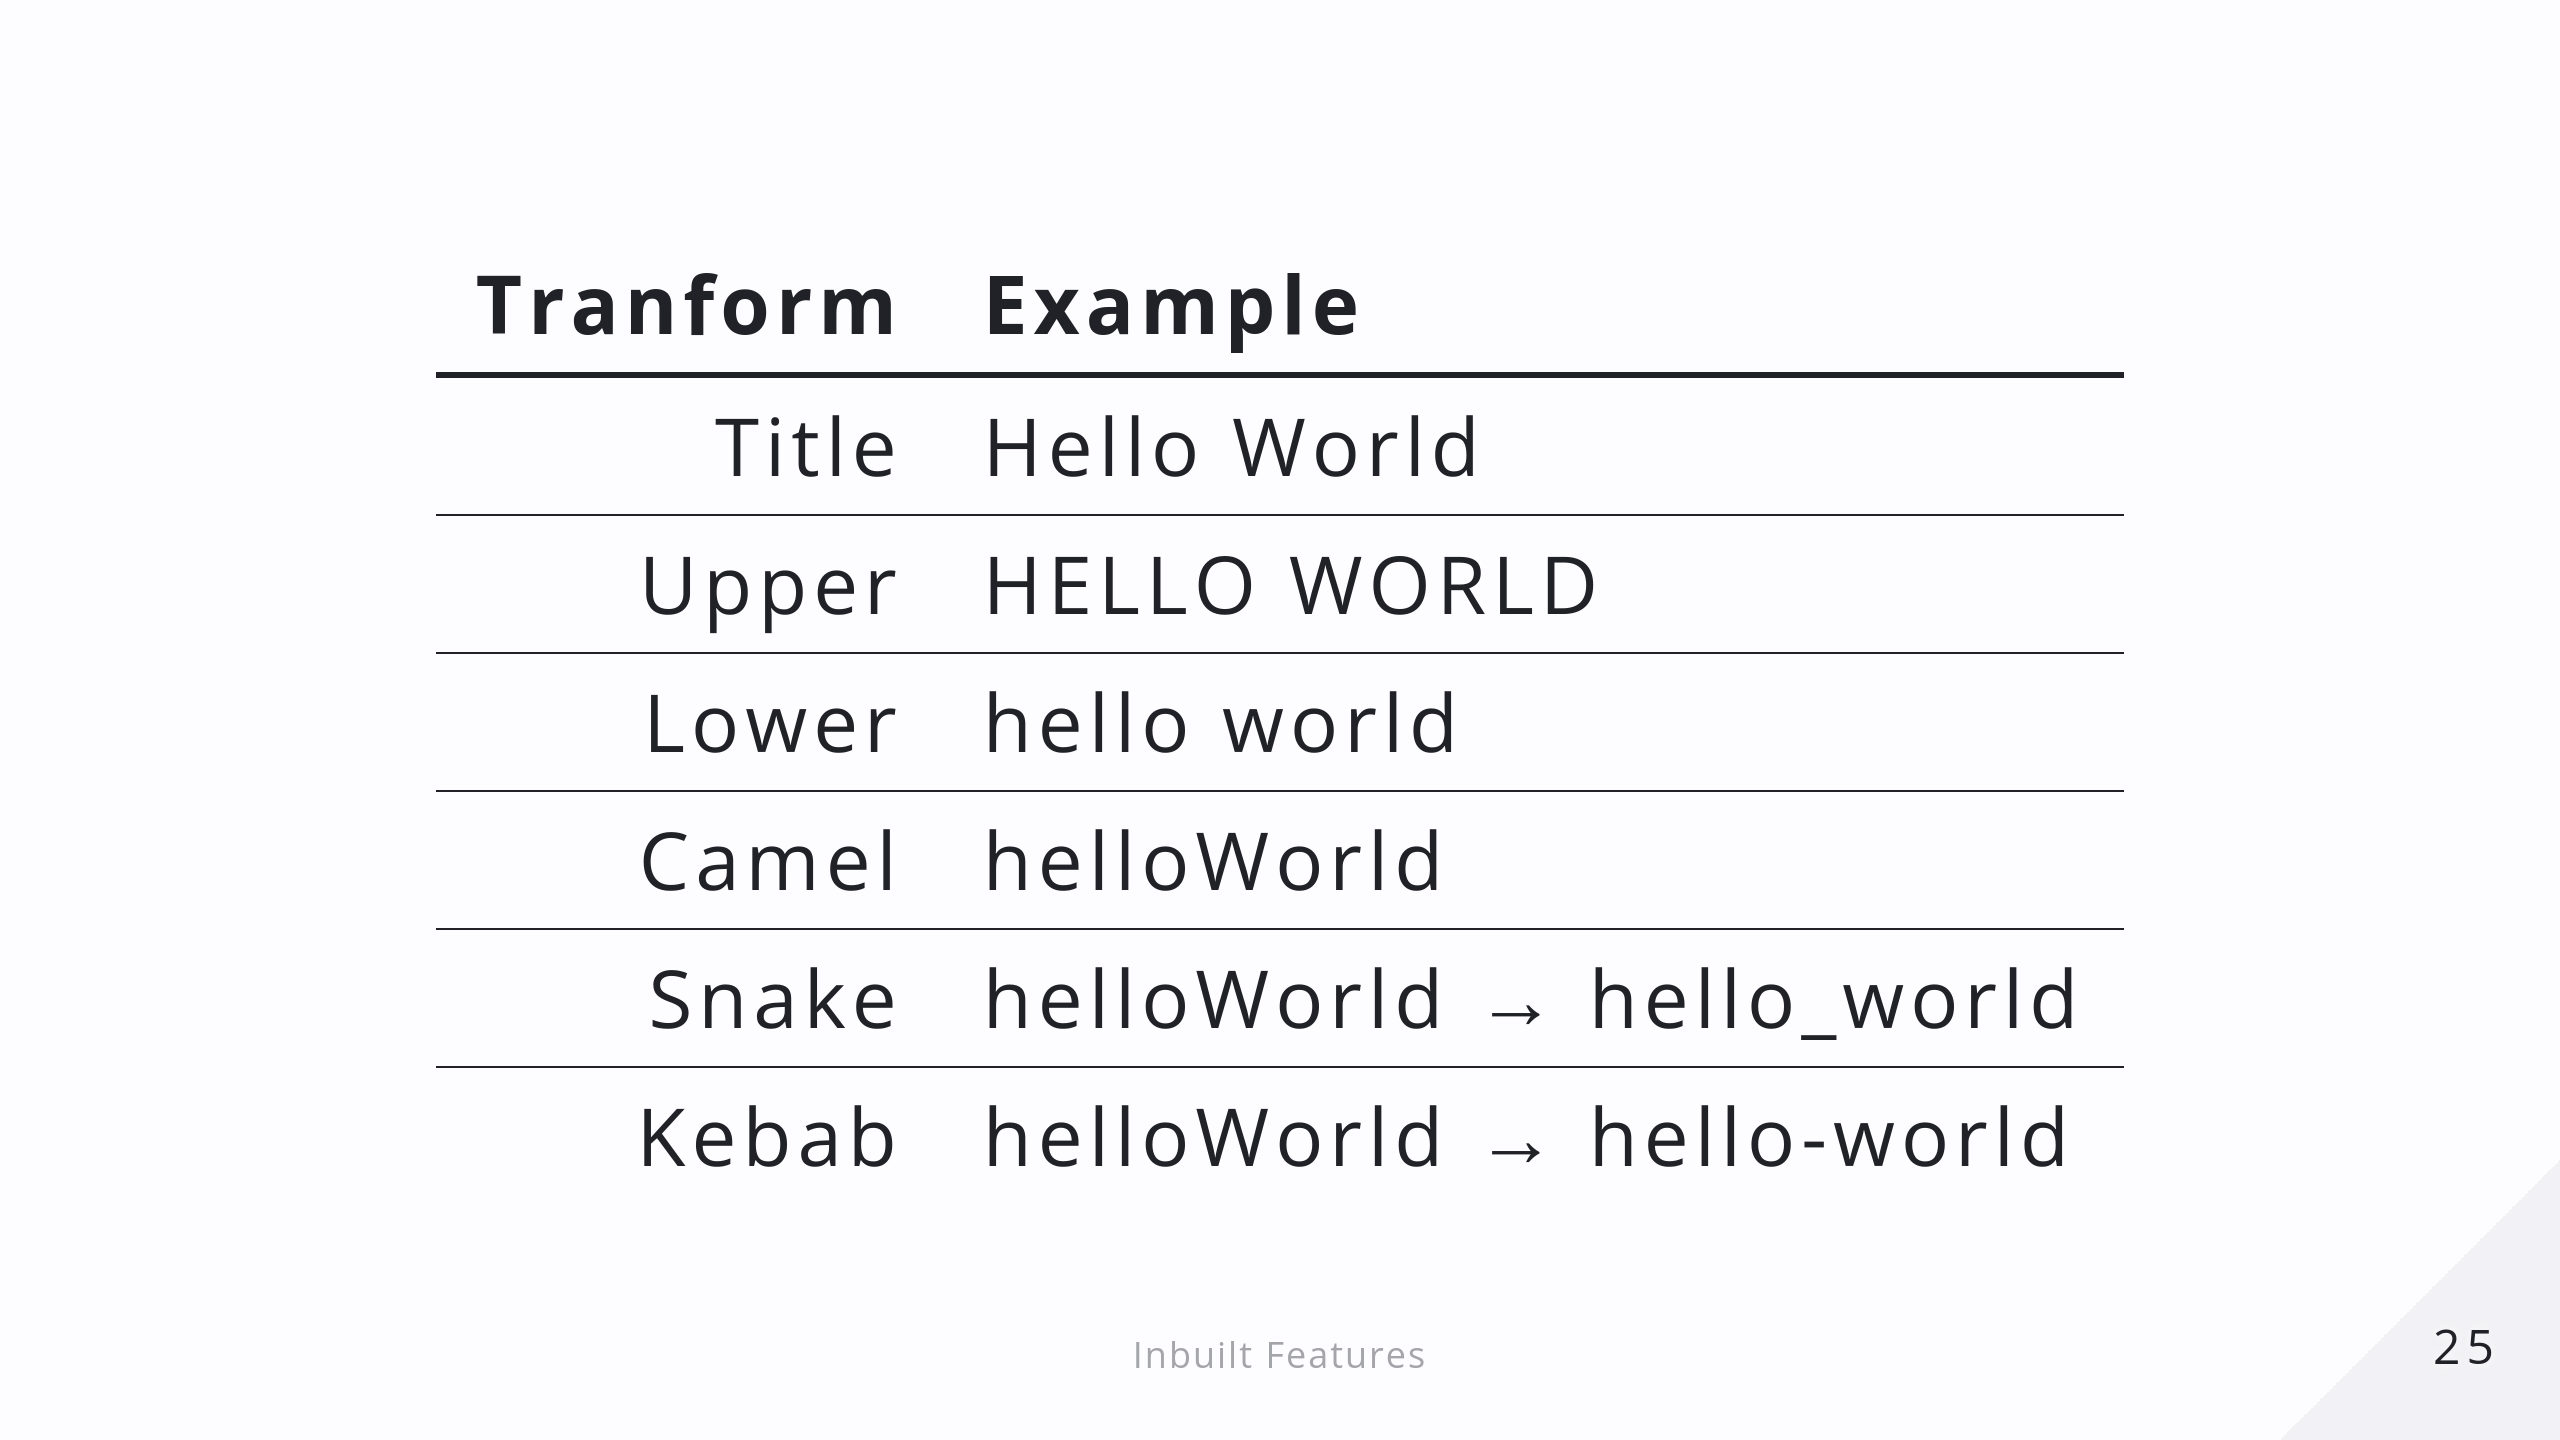 Tranform Example
Title Hello World
Upper HELLO WORLD
Lower hello world
Camel helloWorld
Snake helloWorld → hello_world
Kebab helloWorld → hello-world
Inbuilt Features
25